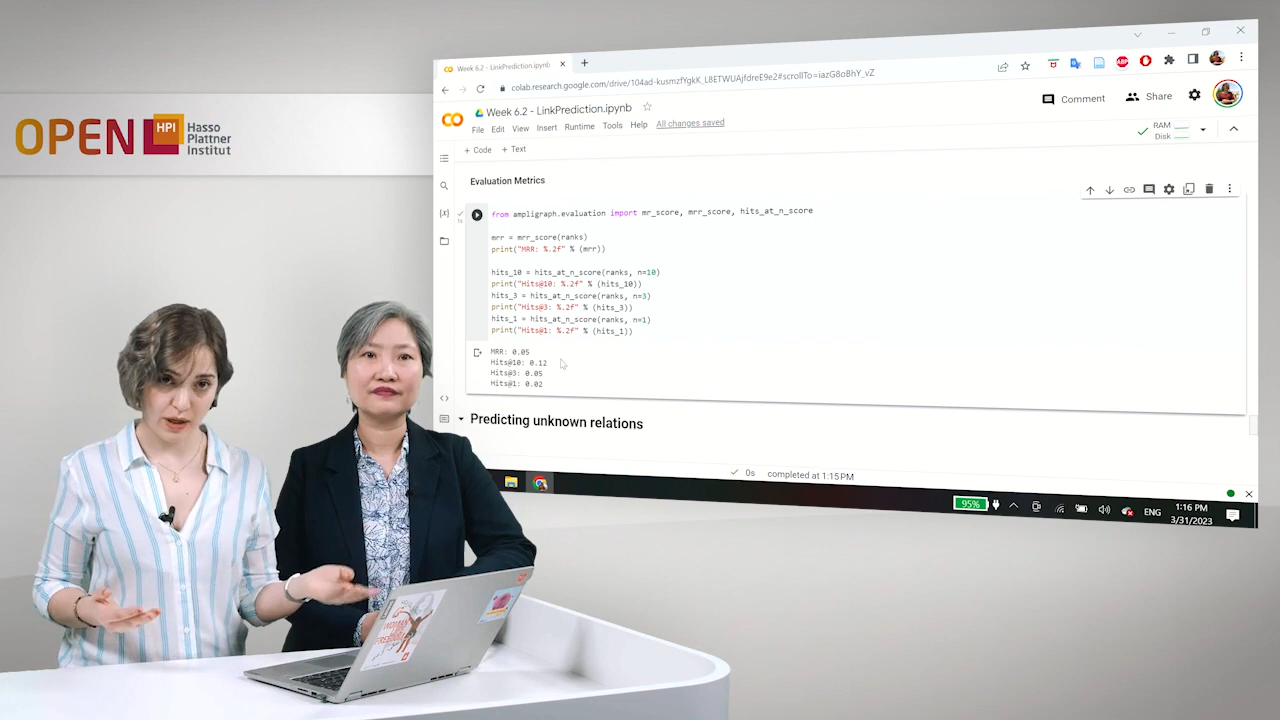 OPEN HPI Hasso
Plattner
Institut
Week 6.2 - LinkPrediction.ipynb
colab.research.google.com/drive/104ad-kusmzfYgkK_L8ETWUAjfdreE9e2#scrollTo=iazG8oBhY_vZ
Week 6.2 - LinkPrediction.ipynb
Comment Share
File Edit View Insert Runtime Tools Help All changes saved
RAM
Disk
+ Code + Text
Evaluation Metrics
from ampligraph.evaluation import mr_score, mrr_score, hits_at_n_score
mrr = mrr_score(ranks)
print("MRR: %.2f" % (mrr))
hits_10 = hits_at_n_score(ranks, n=10)
print("Hits@10: %.2f" % (hits_10))
hits_3 = hits_at_n_score(ranks, n=3)
print("Hits@3: %.2f" % (hits_3))
hits_1 = hits_at_n_score(ranks, n=1)
print("Hits@1: %.2f" % (hits_1))
MRR: 0.05
Hits@10: 0.12
Hits@3: 0.05
Hits@1: 0.02
Predicting unknown relations
0s completed at 1:15 PM
95% ENG 1:16 PM
3/31/2023
WOMAN
LIFE
FREEDOM